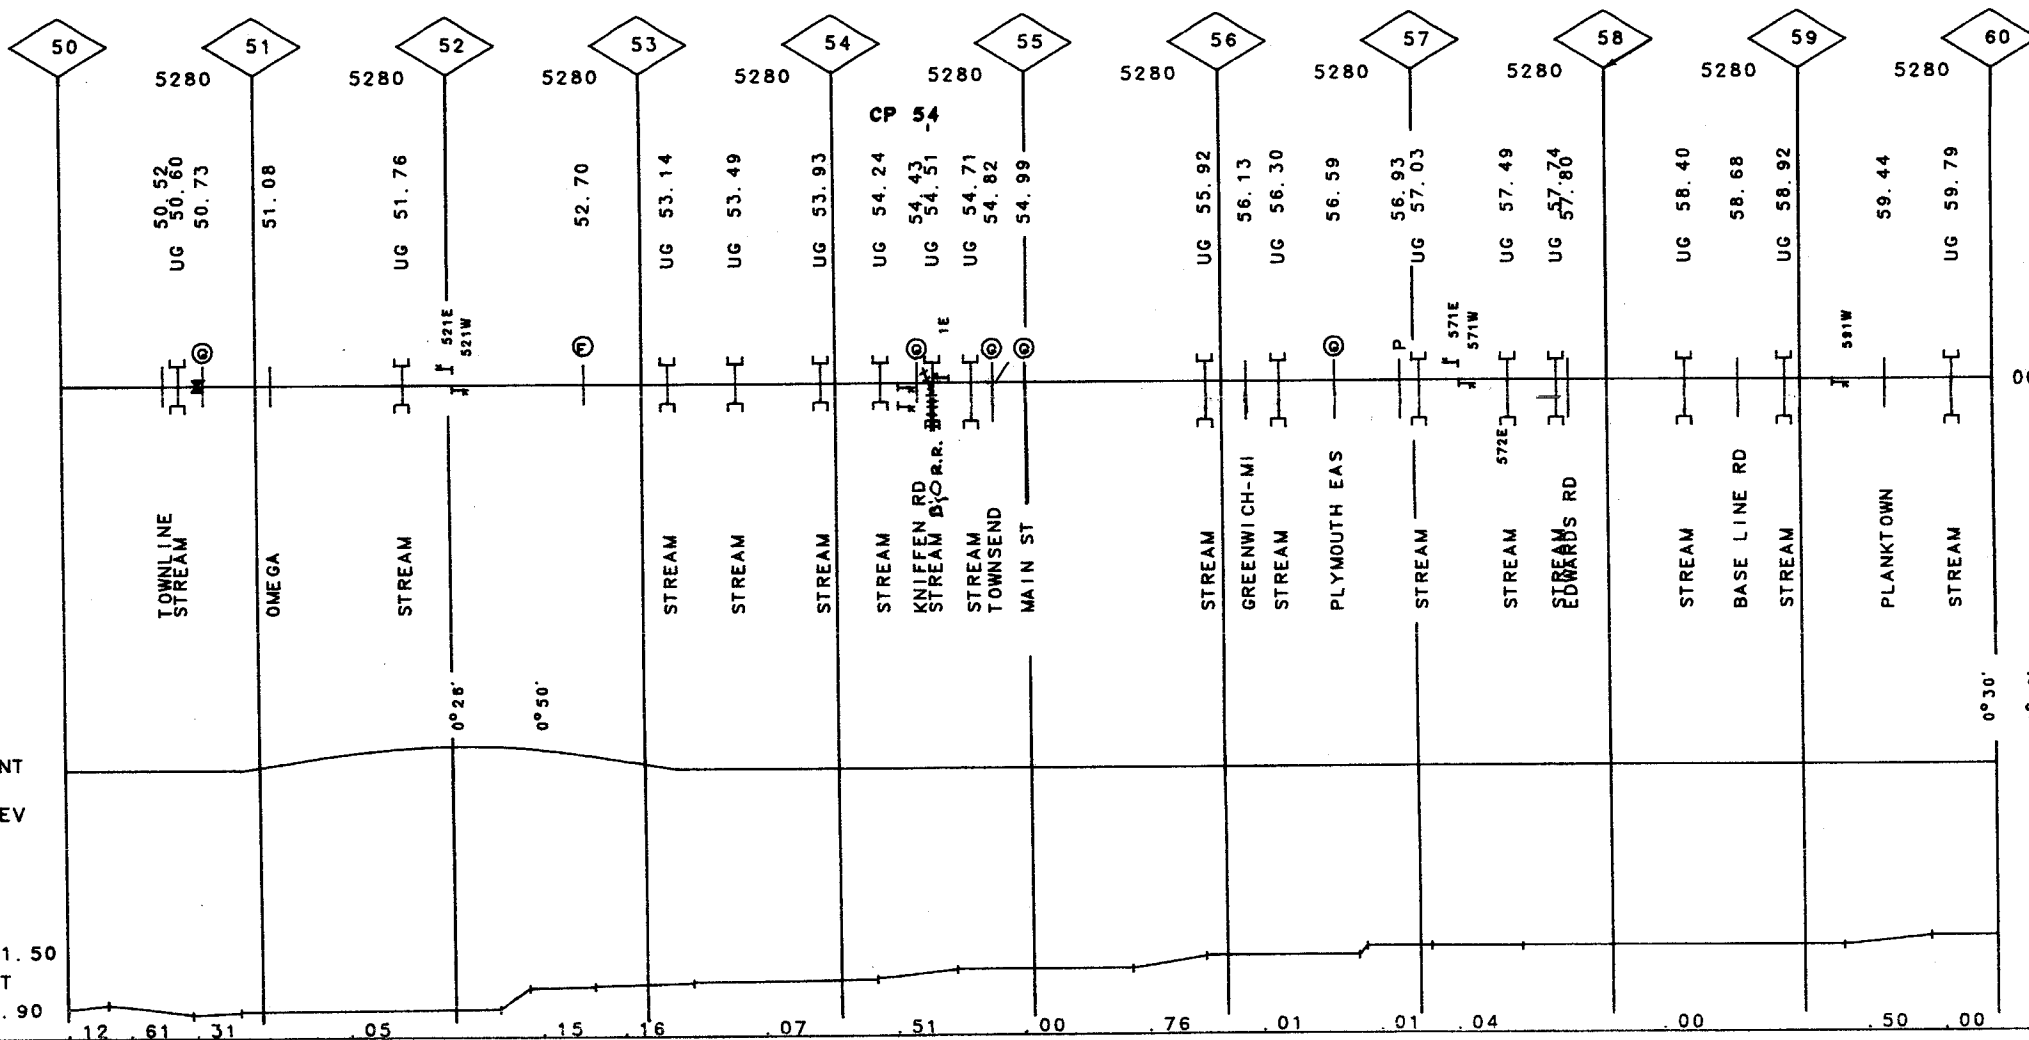 50 51 52 53 54 55 56 57 58 59 60
5280 5280 5280 5280 5280 5280 5280 5280 5280 5280
CP 54
50.52
UG 50.60
50.73
51.08
UG 51.76
52.70
UG 53.14
UG 53.49
UG 53.93
UG 54.24
54.43
UG 54.51
UG 54.71
54.82
54.99
UG 55.92
56.13
UG 56.30
56.59
56.93
UG 57.03
UG 57.49
UG 57.74
57.80
UG 58.40
58.68
UG 58.92
59.44
UG 59.79
521E
521W
1E
P
571E
571W
572E
591W
TOWNLINE
STREAM
OMEGA
STREAM
STREAM
STREAM
STREAM
STREAM
KNIFFEN RD
STREAM
B&O R.R.
STREAM
TOWNSEND
MAIN ST
STREAM
GREENWICH-MI
STREAM
PLYMOUTH EAS
STREAM
STREAM
STREAM
EDWARDS RD
STREAM
BASE LINE RD
STREAM
PLANKTOWN
STREAM
0°50'
0°30'
NT
EV
1.50
T
.90
.12 .61 .31 .05 .15 .16 .07 .51 .00 .76 .01 .01 .04 .00 .50 .00